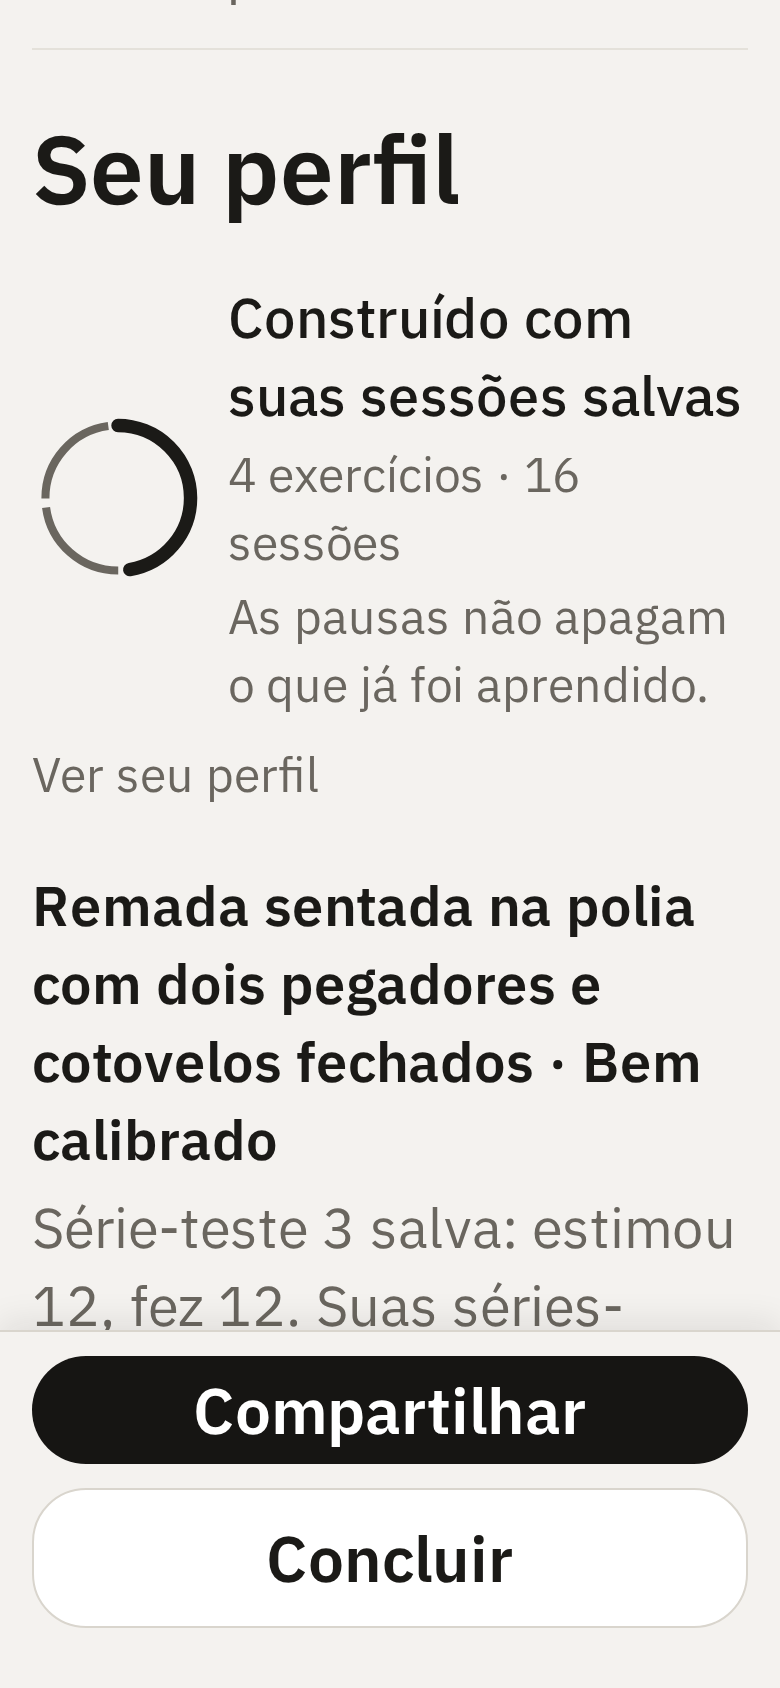 Seu perfil
Construído com
suas sessões salvas
4 exercícios · 16
sessões
As pausas não apagam
o que já foi aprendido.
Ver seu perfil
Remada sentada na polia
com dois pegadores e
cotovelos fechados · Bem
calibrado
Série-teste 3 salva: estimou
12, fez 12. Suas séries-
Compartilhar
Concluir